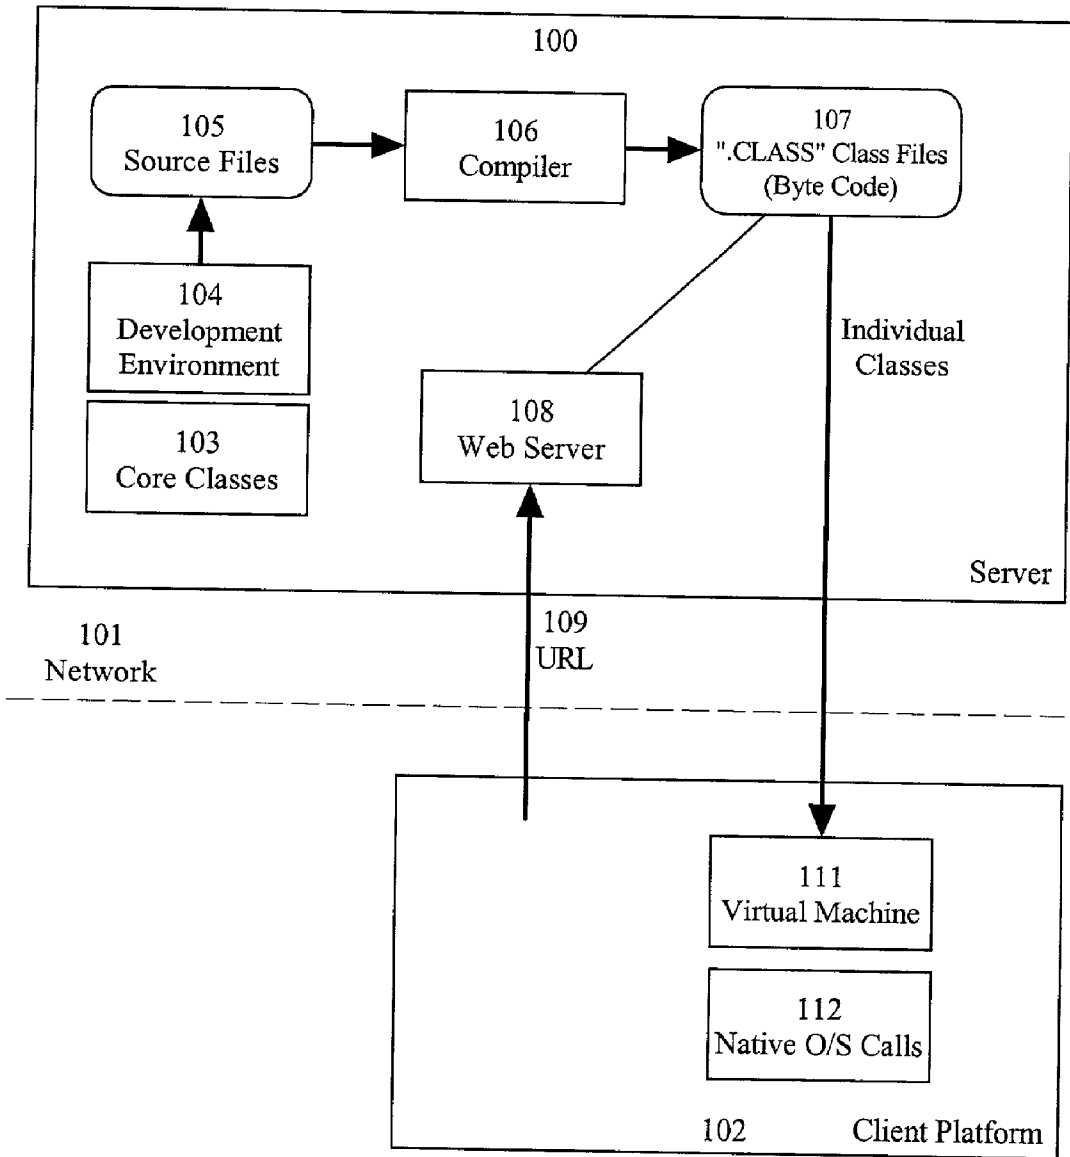 100
105
Source Files
106
Compiler
107
".CLASS" Class Files
(Byte Code)
104
Development
Environment
103
Core Classes
108
Web Server
Individual
Classes
Server
101
Network
109
URL
111
Virtual Machine
112
Native O/S Calls
102
Client Platform